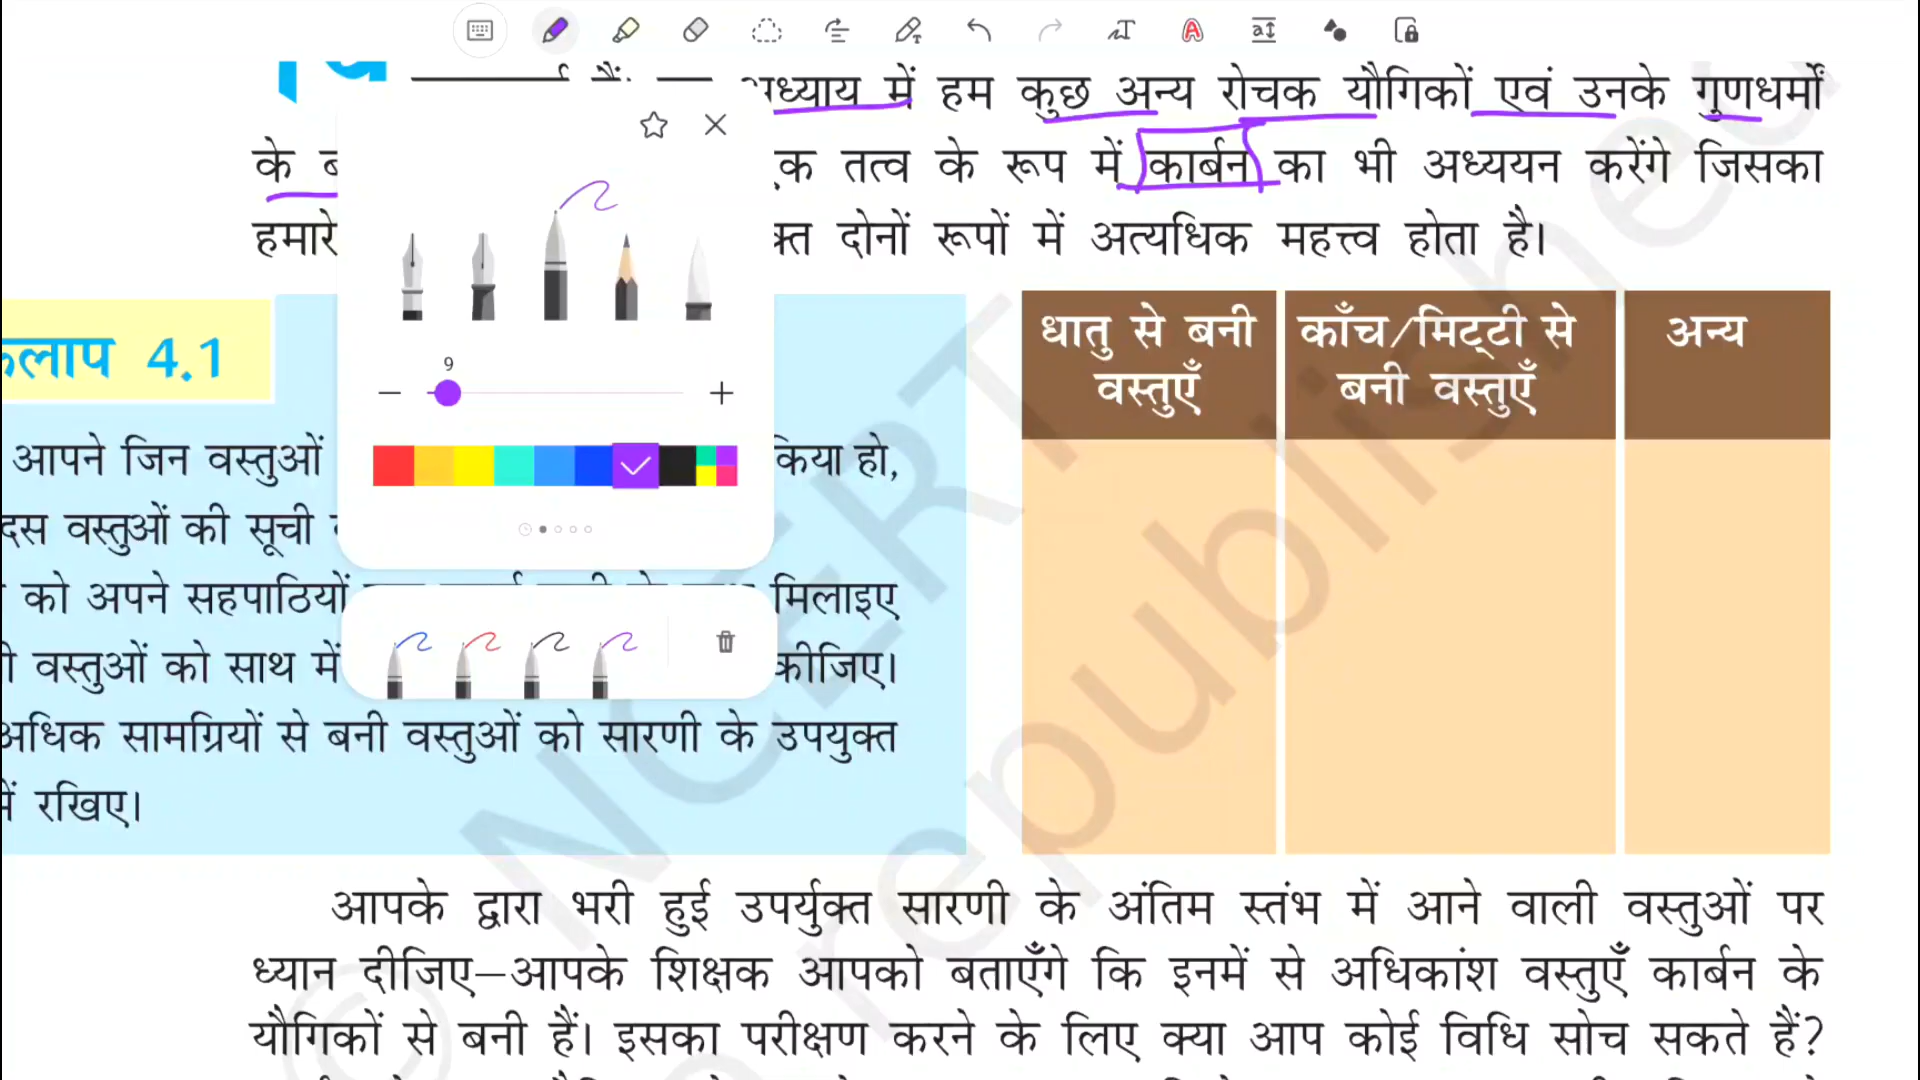 ध्याय में हम कुछ अन्य रोचक यौगिकों एवं उनके गुणधर्मों
के तत्व के रूप में कार्बन का भी अध्ययन करेंगे जिसका
हमारे क्त दोनों रूपों में अत्यधिक महत्त्व होता है।
कलाप 4.1
आपने जिन वस्तुओं किया हो,
दस वस्तुओं की सूची
को अपने सहपाठियों मिलाइए
वस्तुओं को साथ में कीजिए।
अधिक सामग्रियों से बनी वस्तुओं को सारणी के उपयुक्त
में रखिए।
9
धातु से बनी वस्तुएँ
काँच/मिट्टी से बनी वस्तुएँ
अन्य
आपके द्वारा भरी हुई उपर्युक्त सारणी के अंतिम स्तंभ में आने वाली वस्तुओं पर
ध्यान दीजिए—आपके शिक्षक आपको बताएँगे कि इनमें से अधिकांश वस्तुएँ कार्बन के
यौगिकों से बनी हैं। इसका परीक्षण करने के लिए क्या आप कोई विधि सोच सकते हैं?
© NCERT
republished